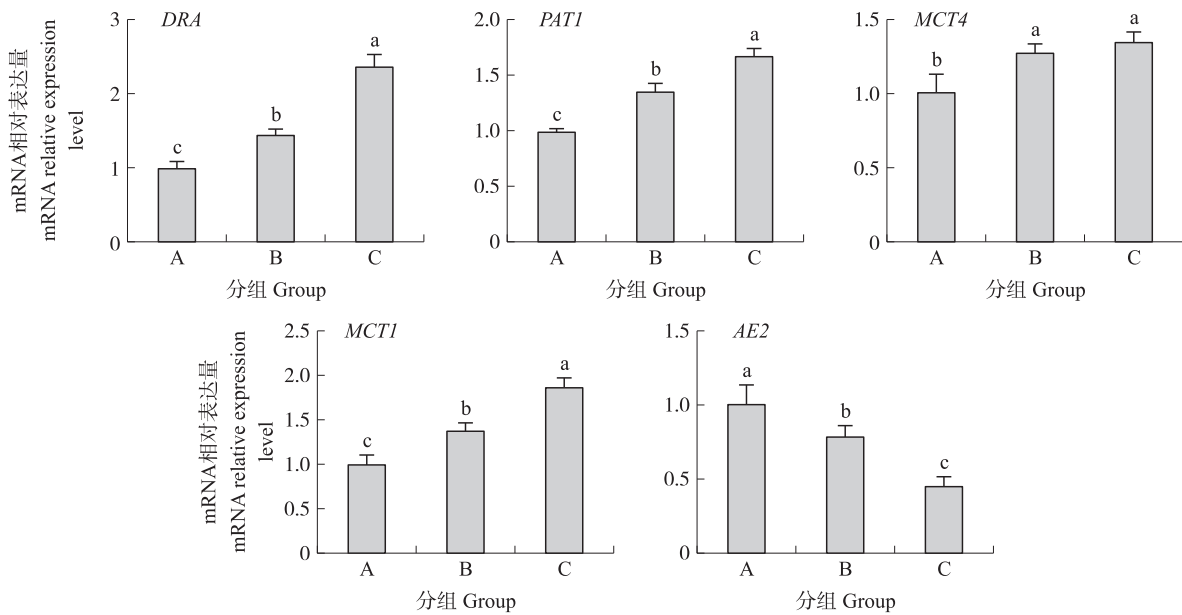 DRA
mRNA相对表达量
mRNA relative expression
level
3
2
1
0
c
b
a
A
B
C
分组 Group
PAT1
2.0
1.5
1.0
0.5
0
c
b
a
A
B
C
分组 Group
MCT4
1.5
1.0
0.5
0
b
a
a
A
B
C
分组 Group
MCT1
mRNA相对表达量
mRNA relative expression
level
2.5
2.0
1.5
1.0
0.5
0
c
b
a
A
B
C
分组 Group
AE2
1.5
1.0
0.5
0
a
b
c
A
B
C
分组 Group